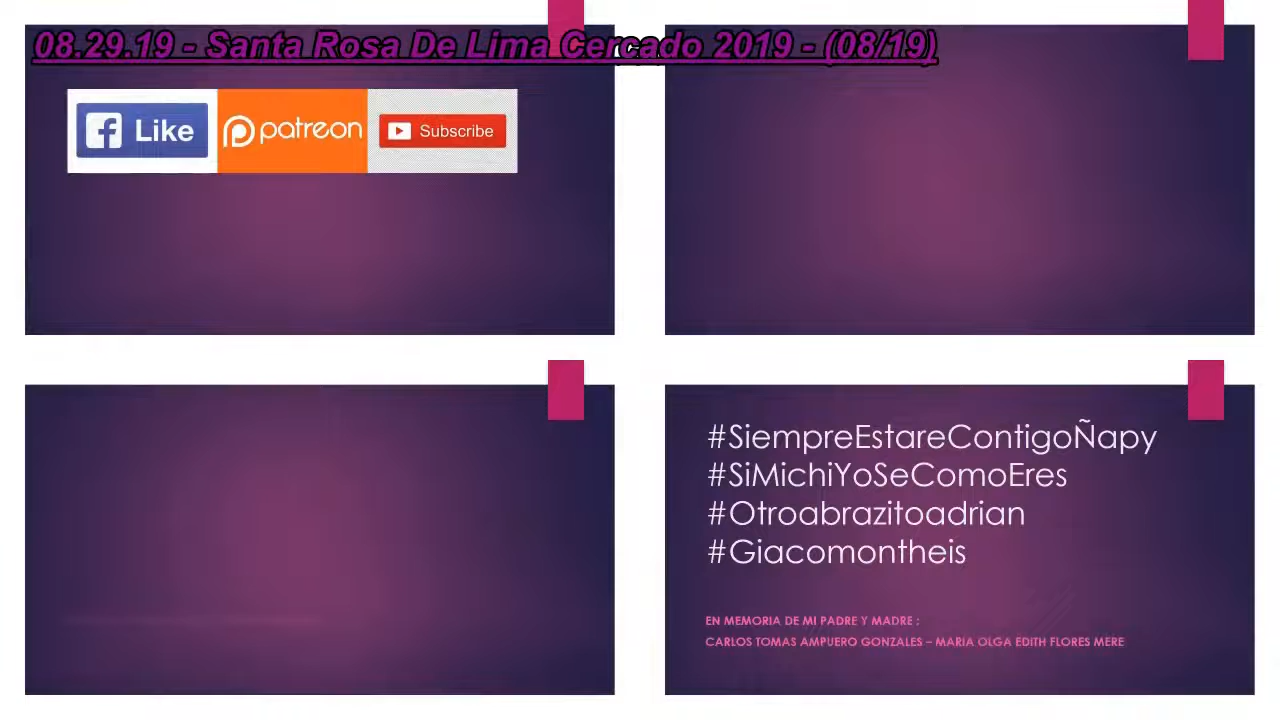 08.29.19 - Santa Rosa De Lima Cercado 2019 - (08/19)
Like
patreon
Subscribe
#SiempreEstareContigoÑapy
#SiMichiYoSeComoEres
#Otroabrazitoadrian
#Giacomontheis
EN MEMORIA DE MI PADRE Y MADRE :
CARLOS TOMAS AMPUERO GONZALES – MARIA OLGA EDITH FLORES MERE